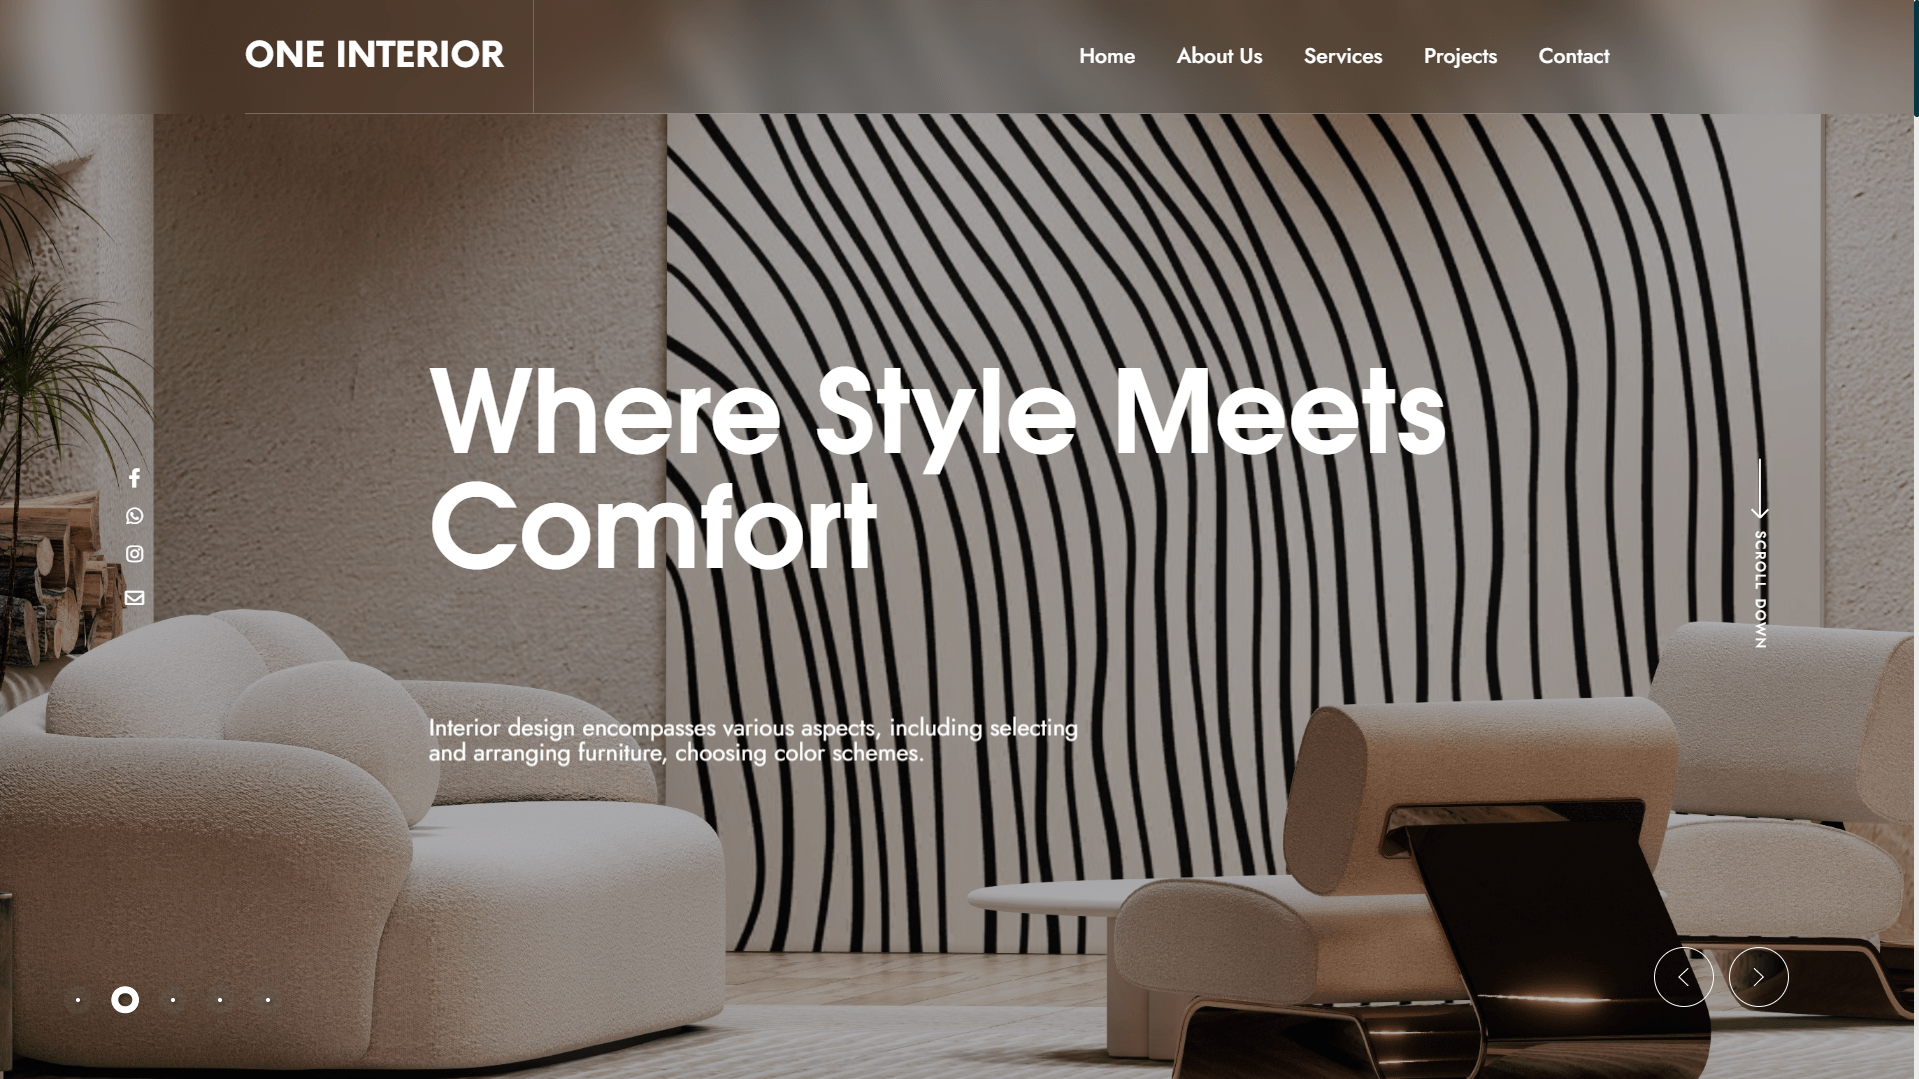 ONE INTERIOR
Home
About Us
Services
Projects
Contact
Where Style Meets
Comfort
SCROLL DOWN
Interior design encompasses various aspects, including selecting
and arranging furniture, choosing color schemes.